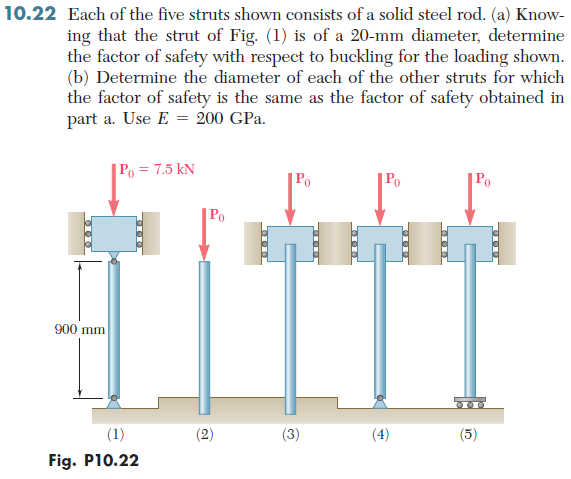 10.22 Each of the five struts shown consists of a solid steel rod. (a) Know-
ing that the strut of Fig. (1) is of a 20-mm diameter, determine
the factor of safety with respect to buckling for the loading shown.
(b) Determine the diameter of each of the other struts for which
the factor of safety is the same as the factor of safety obtained in
part a. Use E = 200 GPa.
P₀ = 7.5 kN
P₀
P₀
P₀
P₀
900 mm
(1) (2) (3) (4) (5)
Fig. P10.22